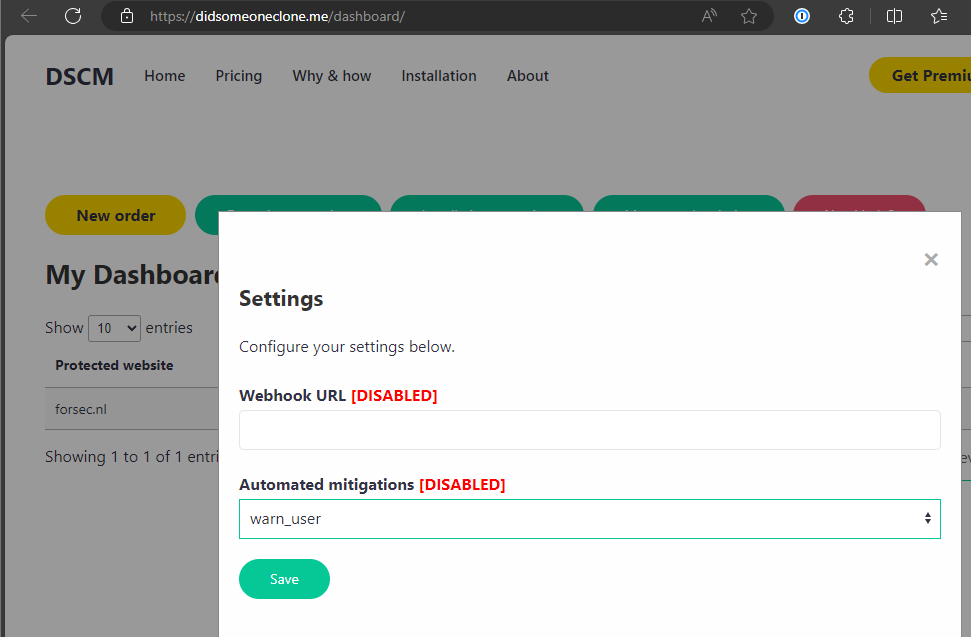 https://didsomeoneclone.me/dashboard/
DSCM Home Pricing Why & how Installation About Get Premiu
New order
My Dashboard
Show 10 entries
Protected website
forsec.nl
Showing 1 to 1 of 1 entri
×
Settings
Configure your settings below.
Webhook URL [DISABLED]
Automated mitigations [DISABLED]
warn_user
Save